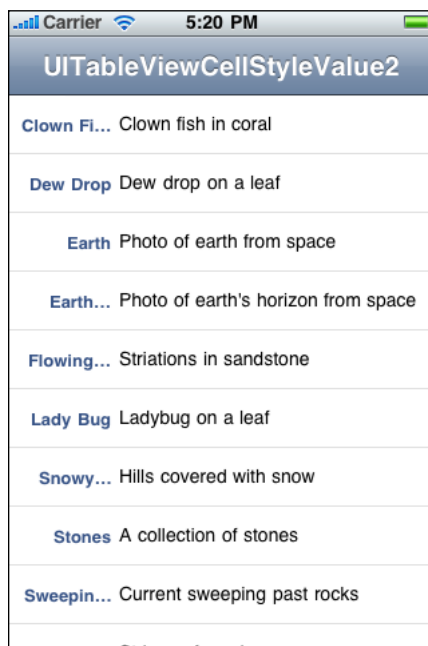 Carrier 5:20 PM
UITableViewCellStyleValue2
Clown Fi... Clown fish in coral
Dew Drop Dew drop on a leaf
Earth Photo of earth from space
Earth... Photo of earth's horizon from space
Flowing... Striations in sandstone
Lady Bug Ladybug on a leaf
Snowy... Hills covered with snow
Stones A collection of stones
Sweepin... Current sweeping past rocks